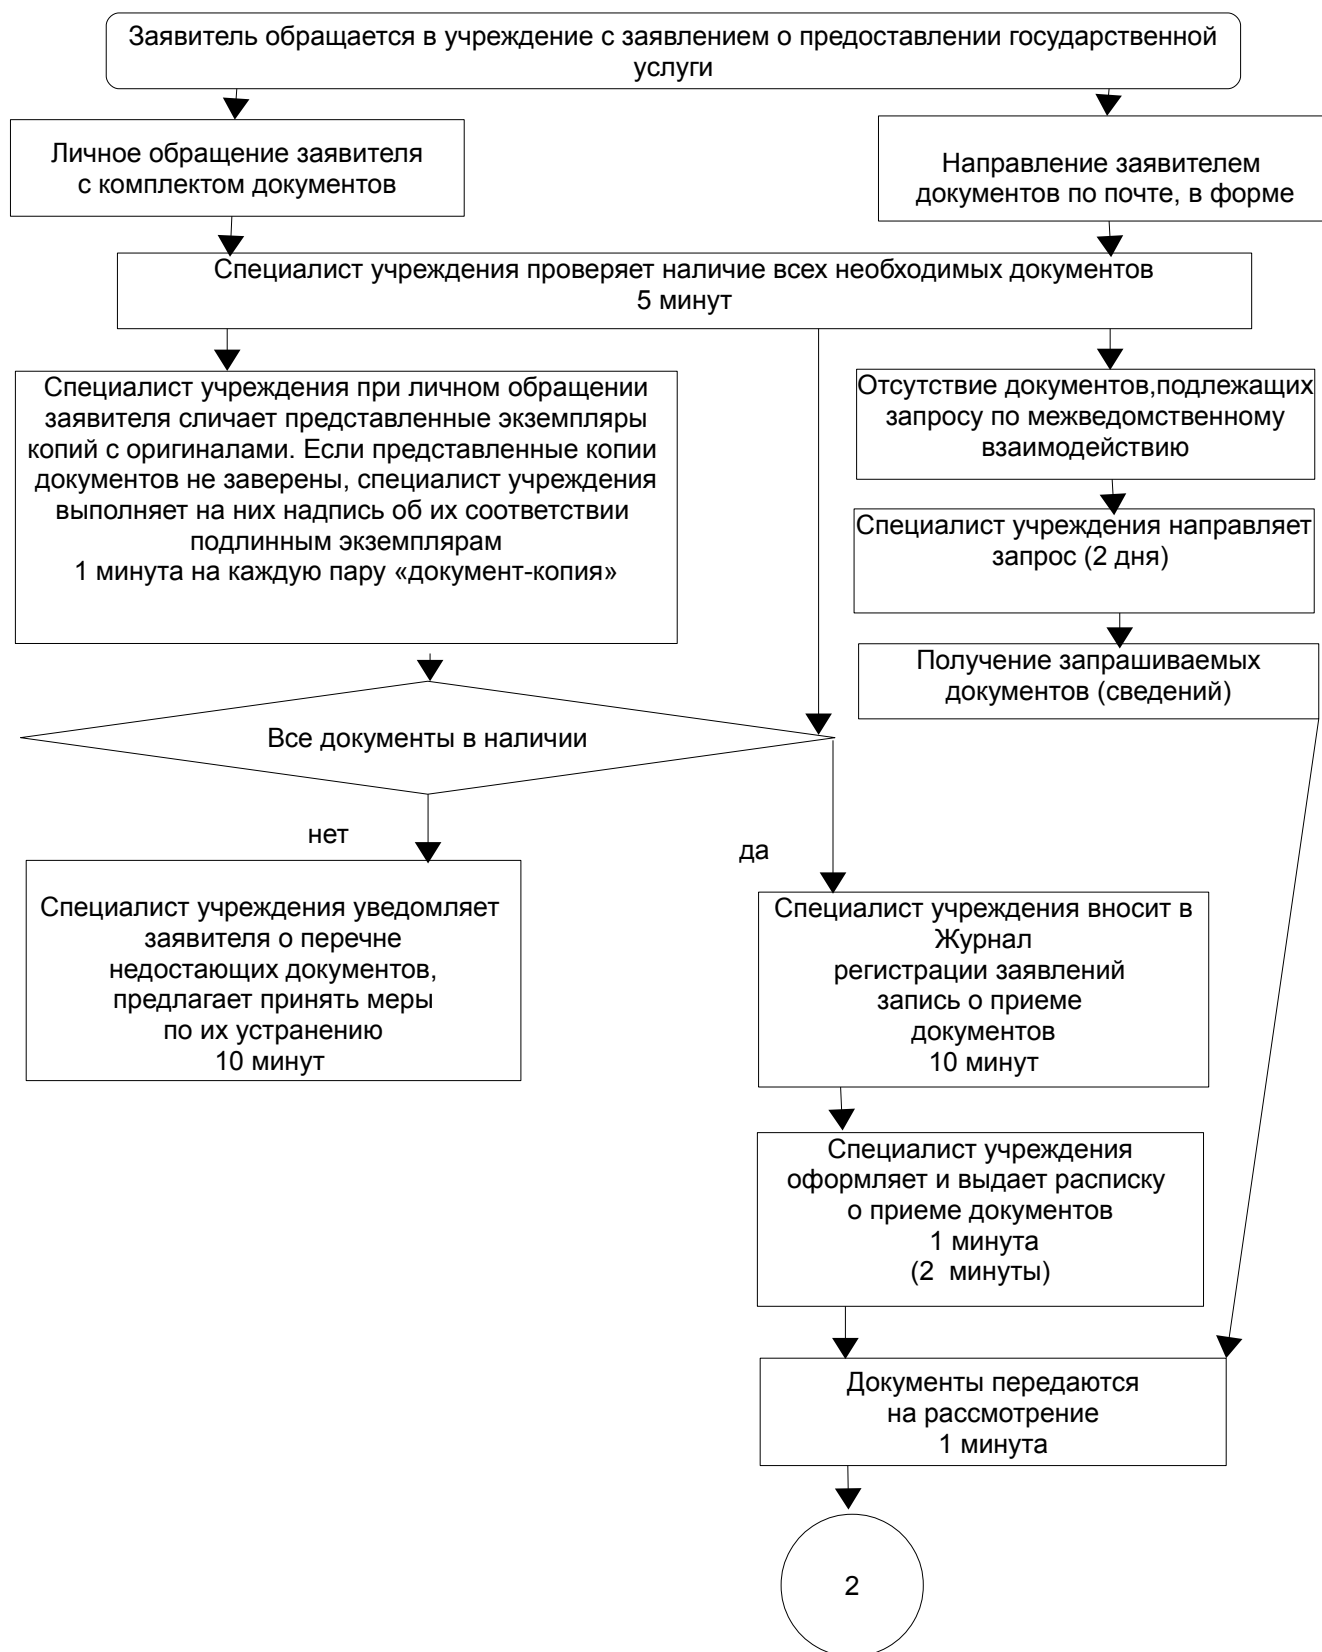 Заявитель обращается в учреждение с заявлением о предоставлении государственной
услуги
Личное обращение заявителя
с комплектом документов
Направление заявителем
документов по почте, в форме
Специалист учреждения проверяет наличие всех необходимых документов
5 минут
Специалист учреждения при личном обращении
заявителя сличает представленные экземпляры
копий с оригиналами. Если представленные копии
документов не заверены, специалист учреждения
выполняет на них надпись об их соответствии
подлинным экземплярам
1 минута на каждую пару «документ-копия»
Отсутствие документов,подлежащих
запросу по межведомственному
взаимодействию
Специалист учреждения направляет
запрос (2 дня)
Получение запрашиваемых
документов (сведений)
Все документы в наличии
нет
да
Специалист учреждения уведомляет
заявителя о перечне
недостающих документов,
предлагает принять меры
по их устранению
10 минут
Специалист учреждения вносит в
Журнал
регистрации заявлений
запись о приеме
документов
10 минут
Специалист учреждения
оформляет и выдает расписку
о приеме документов
1 минута
(2 минуты)
Документы передаются
на рассмотрение
1 минута
2